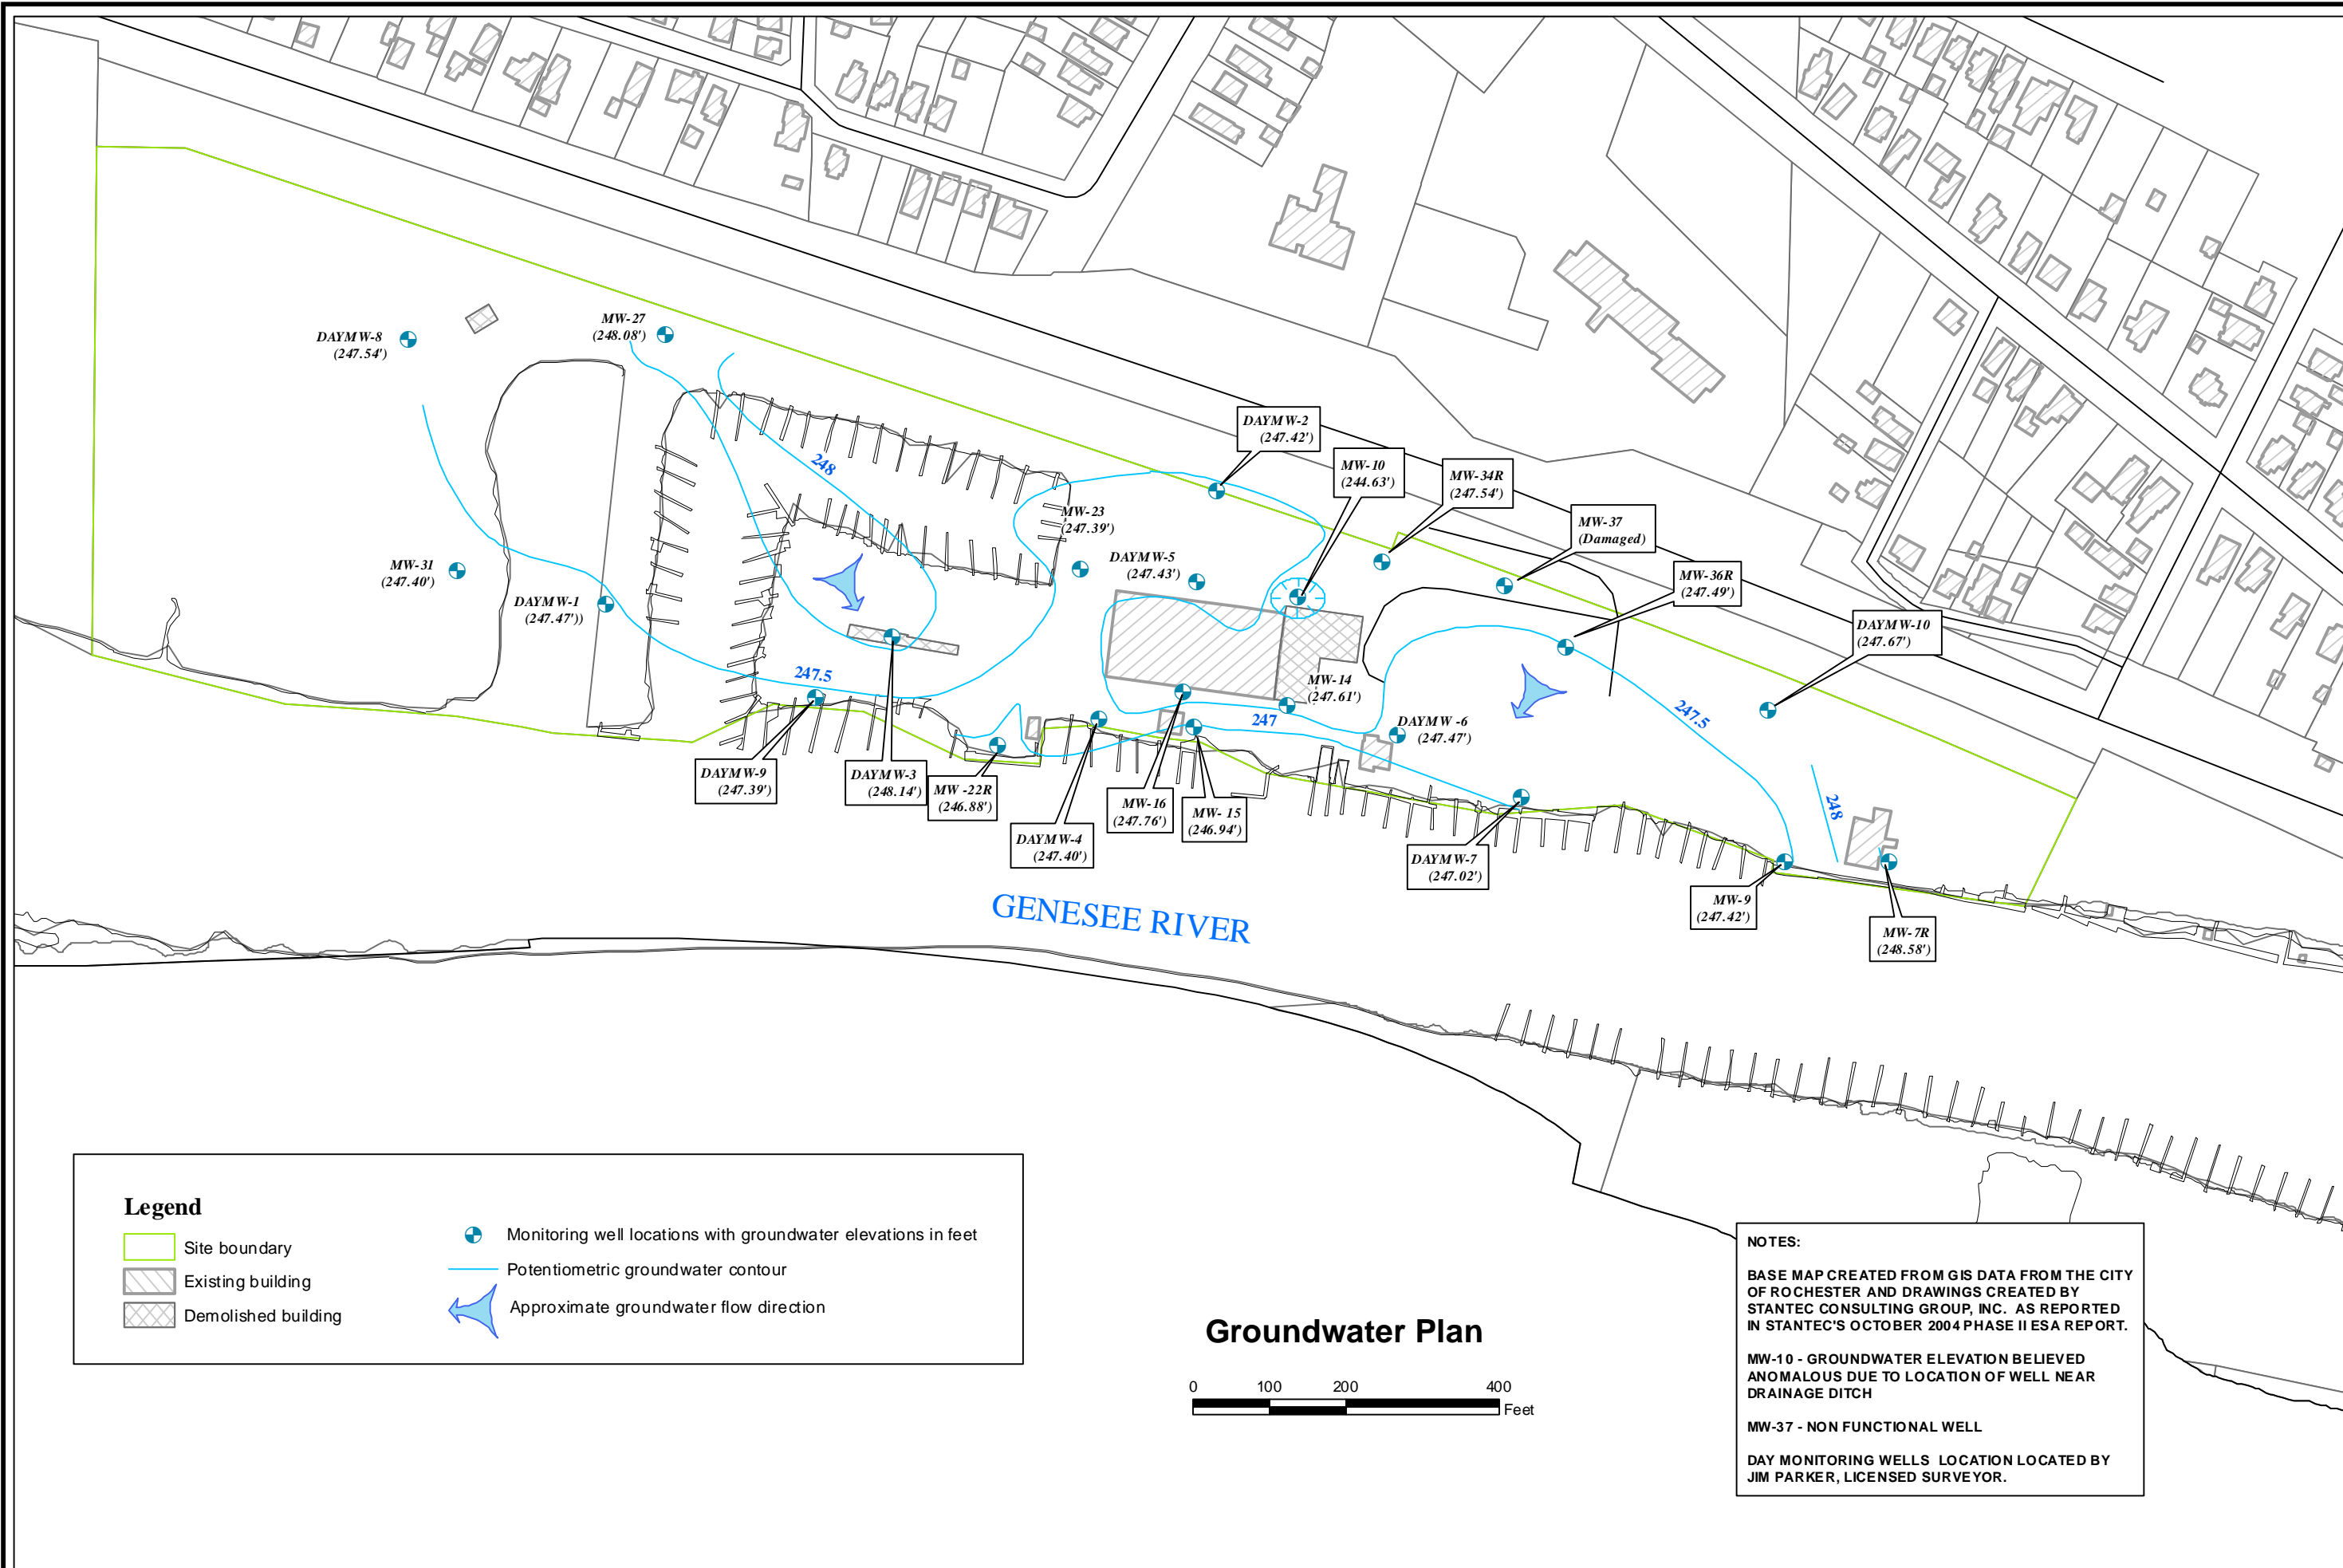 MW-27
(248.08')
DAYMW-8
(247.54')
DAYMW-2
(247.42')
MW-10
(244.63')
MW-34R
(247.54')
248
MW-23
(247.39')
MW-37
(Damaged)
DAYMW-5
(247.43')
MW-31
(247.40')
MW-36R
(247.49')
DAYMW-1
(247.47'))
DAYMW-10
(247.67')
247.5
MW-14
(247.61')
247
DAYMW -6
(247.47')
247.5
DAYMW-9
(247.39')
DAYMW-3
(248.14')
MW -22R
(246.88')
MW-16
(247.76')
MW- 15
(246.94')
248
DAYMW-4
(247.40')
DAYMW-7
(247.02')
MW-9
(247.42')
MW-7R
(248.58')
GENESEE RIVER
Legend
Site boundary
Existing building
Demolished building
Monitoring well locations with groundwater elevations in feet
Potentiometric groundwater contour
Approximate groundwater flow direction
Groundwater Plan
0 100 200 400
Feet
NOTES:
BASE MAP CREATED FROM GIS DATA FROM THE CITY
OF ROCHESTER AND DRAWINGS CREATED BY
STANTEC CONSULTING GROUP, INC. AS REPORTED
IN STANTEC'S OCTOBER 2004 PHASE II ESA REPORT.
MW-10 - GROUNDWATER ELEVATION BELIEVED
ANOMALOUS DUE TO LOCATION OF WELL NEAR
DRAINAGE DITCH
MW-37 - NON FUNCTIONAL WELL
DAY MONITORING WELLS LOCATION LOCATED BY
JIM PARKER, LICENSED SURVEYOR.